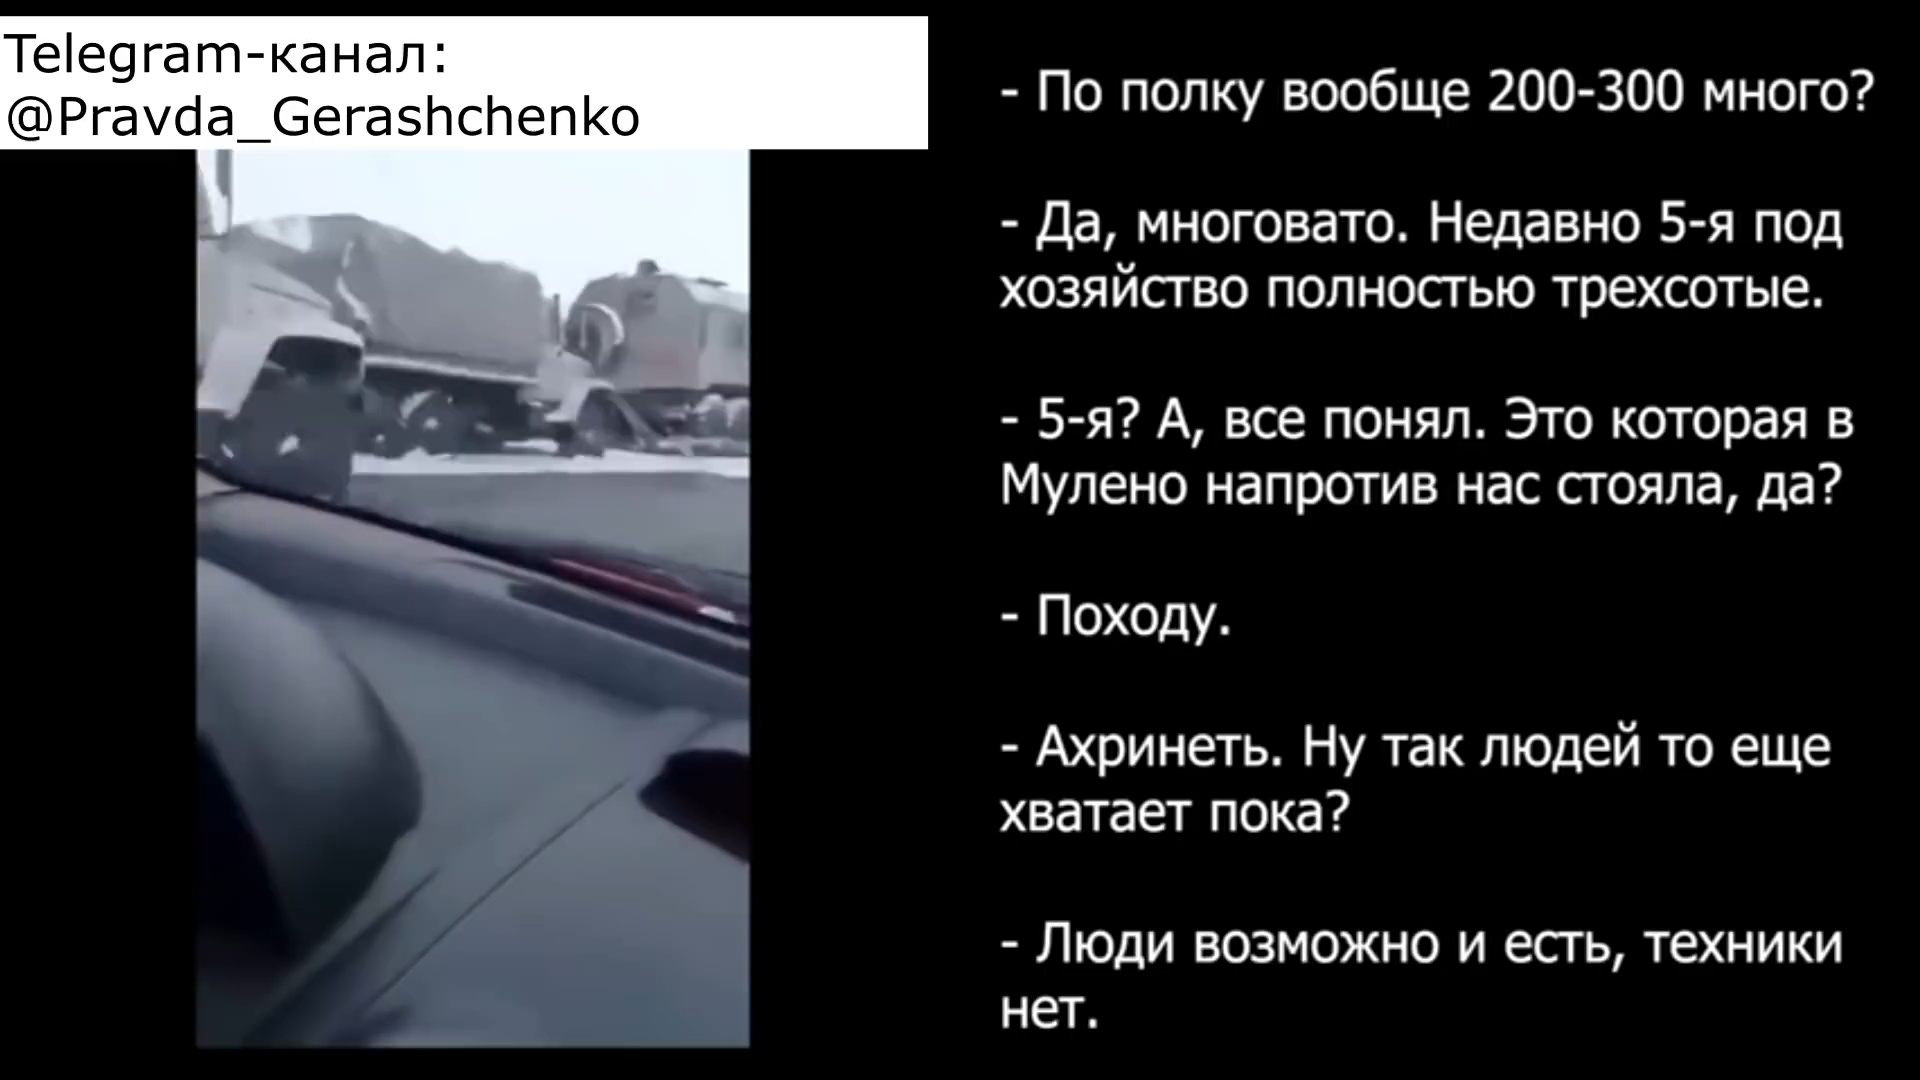 Telegram-канал:
@Pravda_Gerashchenko
- По полку вообще 200-300 много?
- Да, многовато. Недавно 5-я под
хозяйство полностью трехсотые.
- 5-я? А, все понял. Это которая в
Мулено напротив нас стояла, да?
- Походу.
- Ахринеть. Ну так людей то еще
хватает пока?
- Люди возможно и есть, техники
нет.